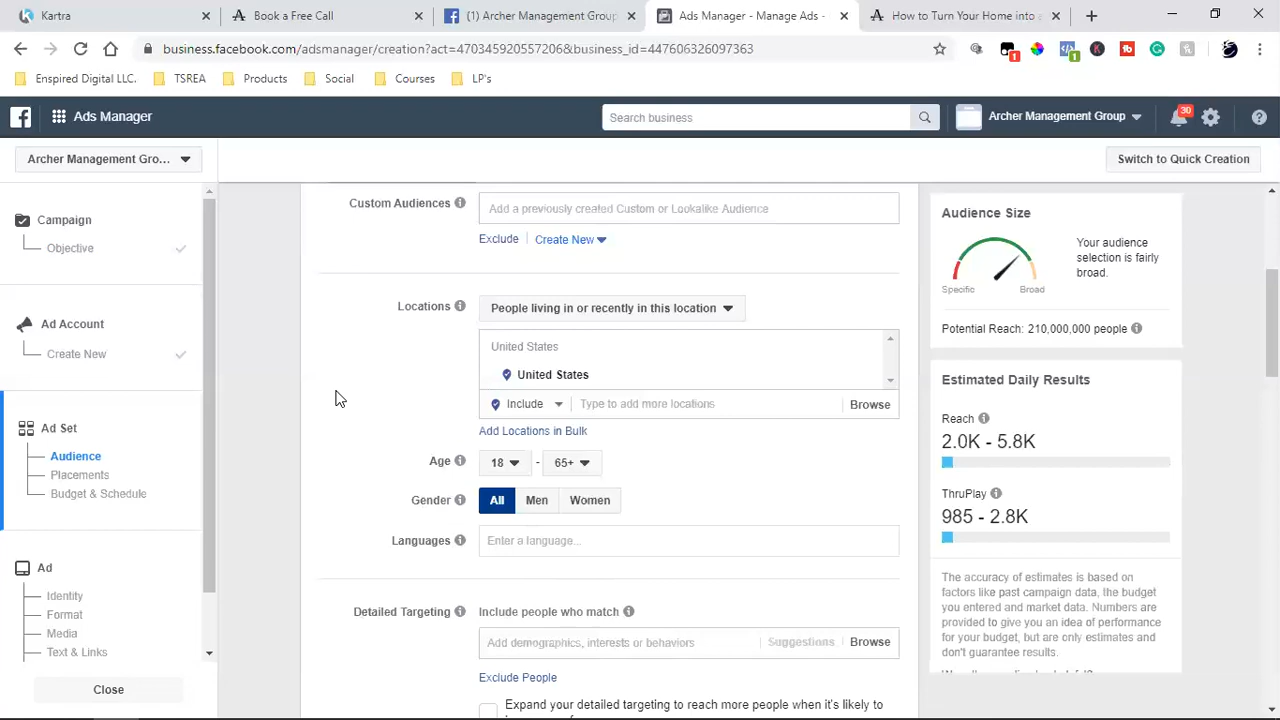 Kartra
Book a Free Call
(1) Archer Management Group
Ads Manager - Manage Ads -
How to Turn Your Home into a
business.facebook.com/adsmanager/creation?act=470345920557206&business_id=447606326097363
Enspired Digital LLC.
TSREA
Products
Social
Courses
LP's
Ads Manager
Search business
Archer Management Group
30
Archer Management Gro...
Switch to Quick Creation
Campaign
Objective
Ad Account
Create New
Ad Set
Audience
Placements
Budget & Schedule
Ad
Identity
Format
Media
Text & Links
Close
Custom Audiences
Add a previously created Custom or Lookalike Audience
Exclude
Create New
Locations
People living in or recently in this location
United States
United States
Include
Type to add more locations
Browse
Add Locations in Bulk
Age
18 - 65+
Gender
All Men Women
Languages
Enter a language...
Detailed Targeting
Include people who match
Add demographics, interests or behaviors
Suggestions
Browse
Exclude People
Expand your detailed targeting to reach more people when it's likely to
Audience Size
Specific
Broad
Your audience
selection is fairly
broad.
Potential Reach: 210,000,000 people
Estimated Daily Results
Reach
2.0K - 5.8K
ThruPlay
985 - 2.8K
The accuracy of estimates is based on
factors like past campaign data, the budget
you entered and market data. Numbers are
provided to give you an idea of performance
for your budget, but are only estimates and
don't guarantee results.